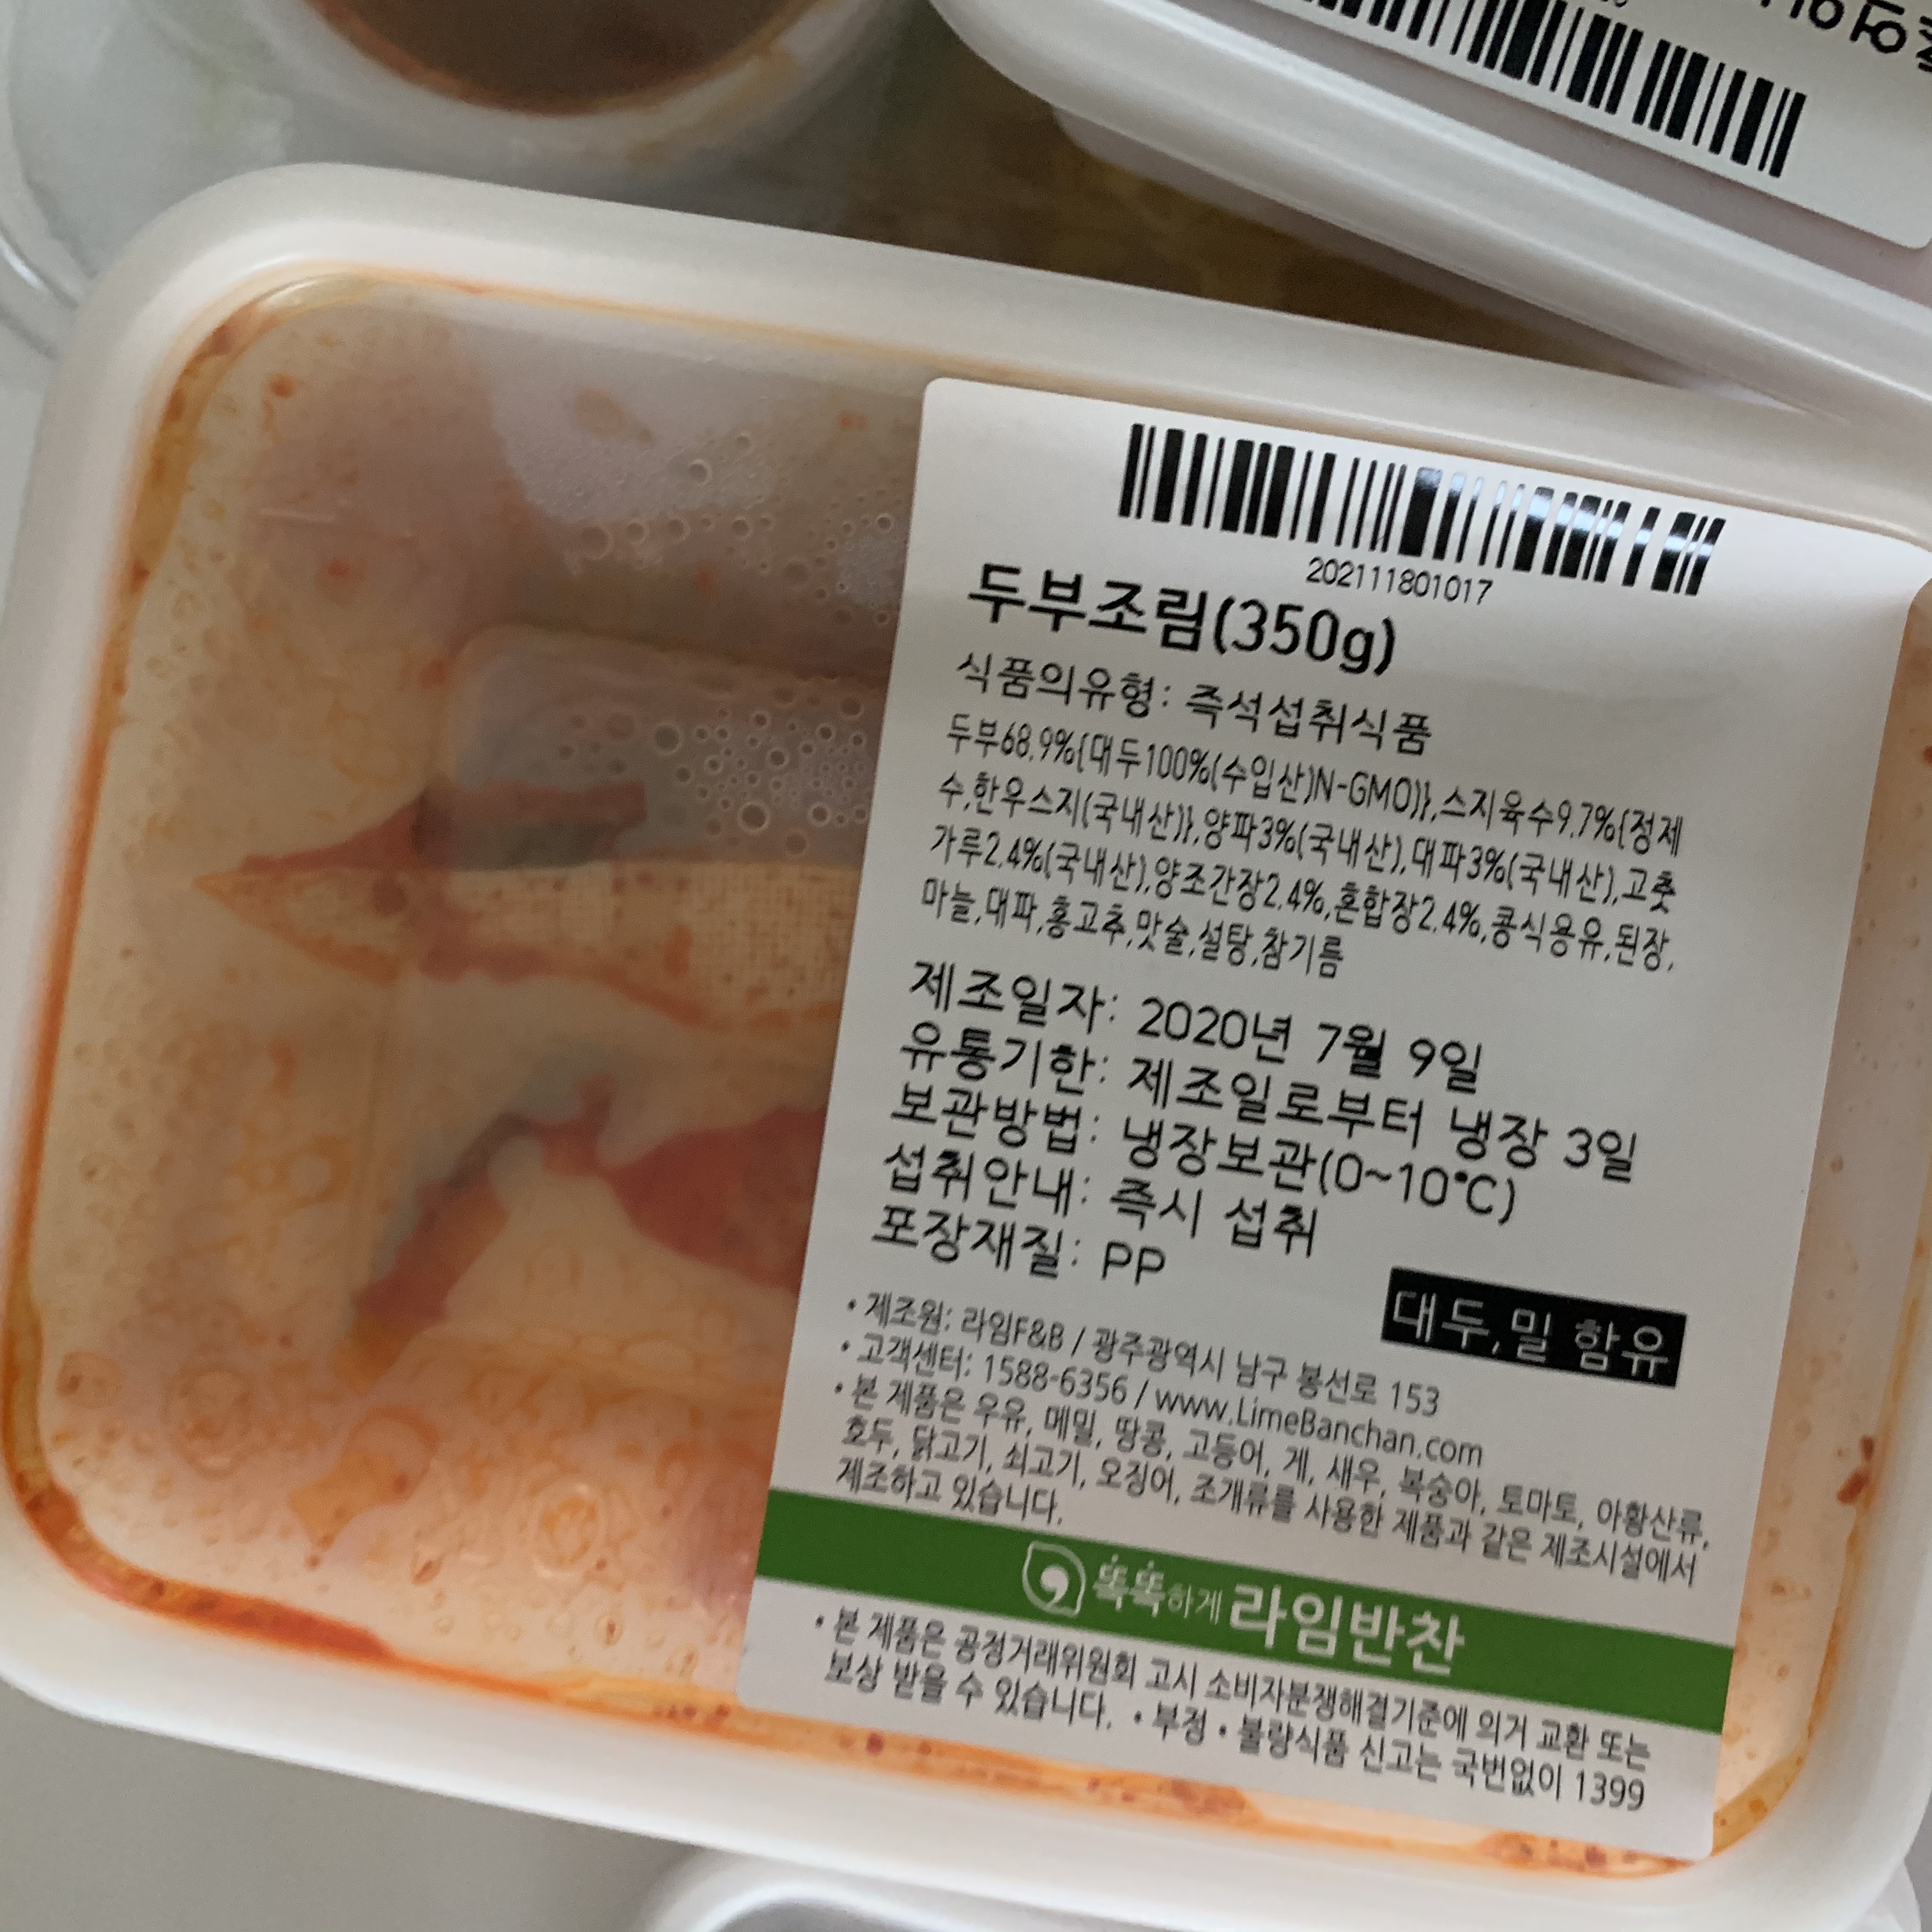 202111801017
두부조림(350g)
식품의유형: 즉석섭취식품
두부68.9%{대두100%(수입산)N-GMO)},스지육수9.7%{정제
수,한우스지(국내산)},양파3%(국내산),대파3%(국내산),고춧
가루2.4%(국내산),양조간장2.4%,혼합장2.4%,콩식용유,된장,
마늘,대파,홍고추,맛술,설탕,참기름
제조일자: 2020년 7월 9일
유통기한: 제조일로부터 냉장 3일
보관방법: 냉장보관(0~10℃)
섭취안내: 즉시 섭취
포장재질: PP
대두,밀 함유
• 제조원: 라임F&B / 광주광역시 남구 봉선로 153
• 고객센터: 1588-6356 / www.LimeBanchan.com
• 본 제품은 우유, 메밀, 땅콩, 고등어, 게, 새우, 복숭아, 토마토, 아황산류,
호두, 닭고기, 쇠고기, 오징어, 조개류를 사용한 제품과 같은 제조시설에서
제조하고 있습니다.
똑똑하게 라임반찬
• 본 제품은 공정거래위원회 고시 소비자분쟁해결기준에 의거 교환 또는
보상 받을 수 있습니다. • 부정 • 불량식품 신고는 국번없이 1399